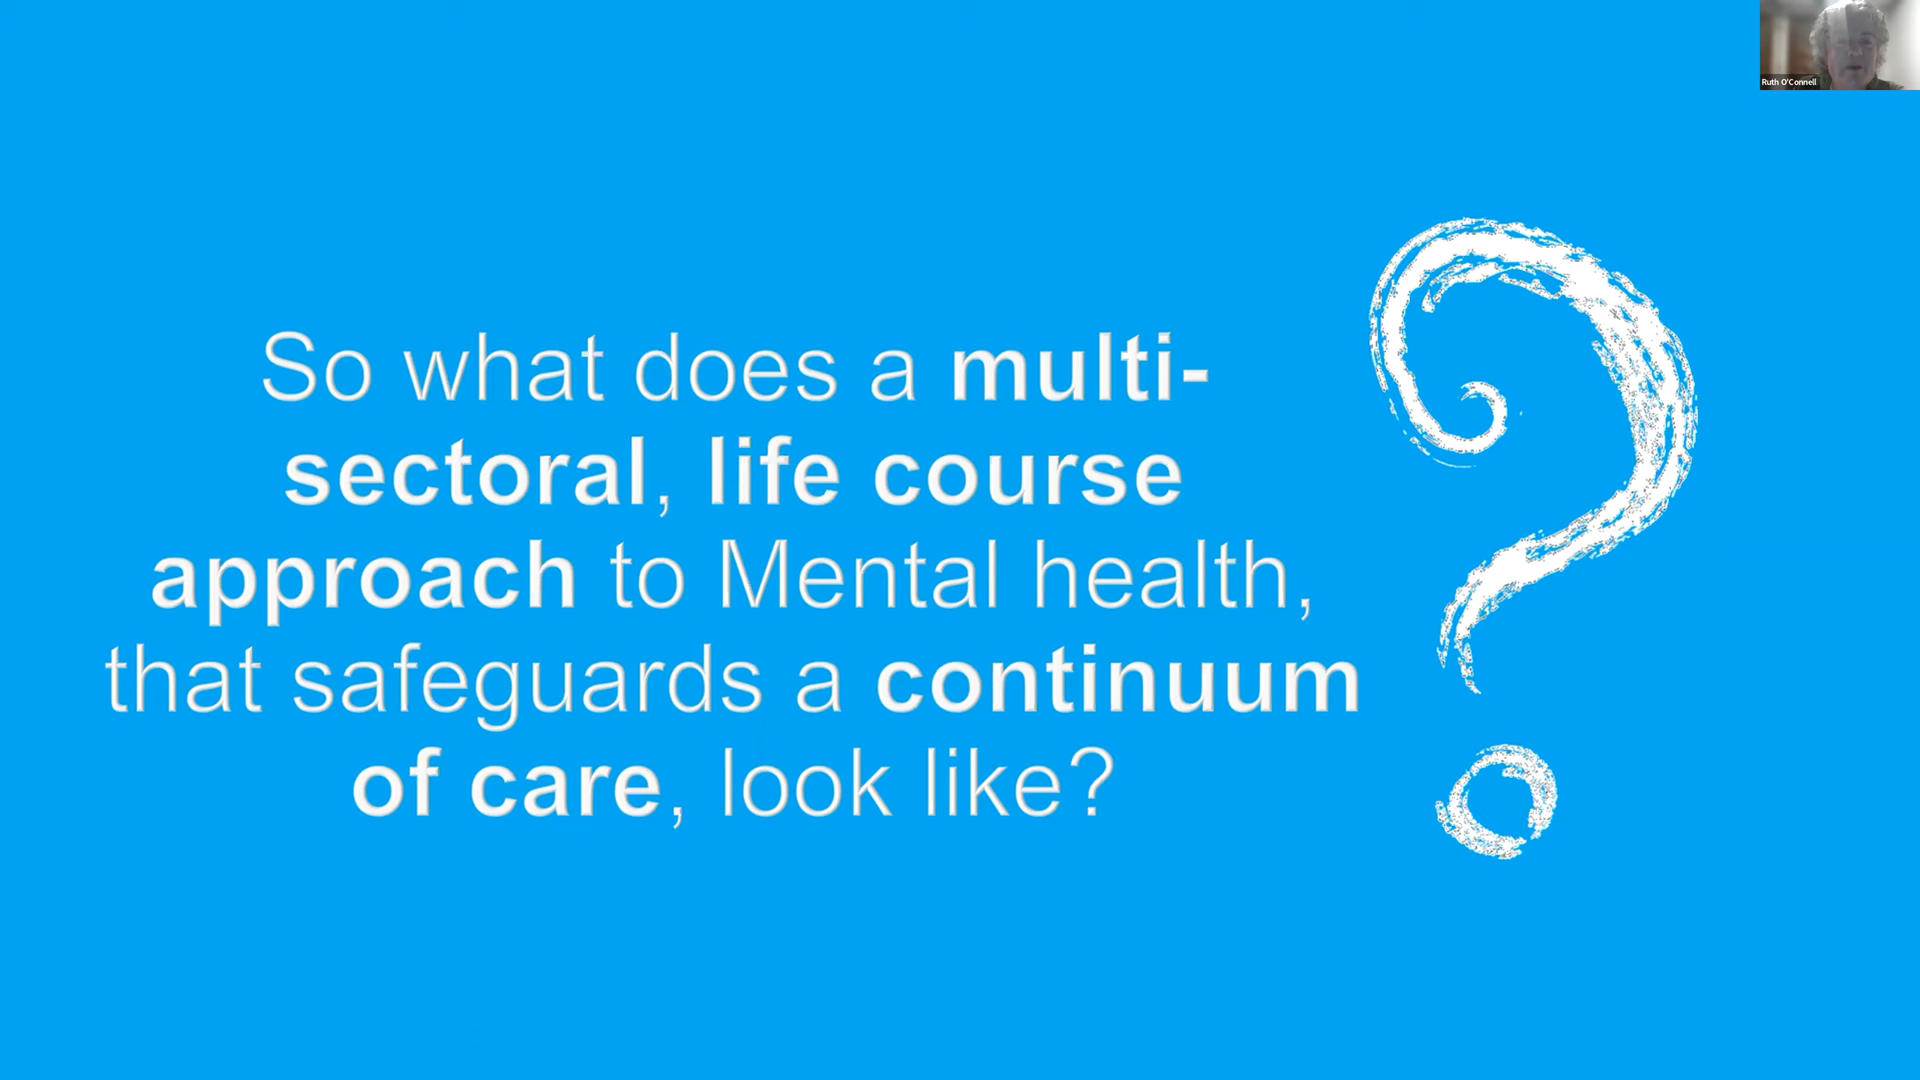 Ruth O'Connell
So what does a multi-
sectoral, life course
approach to Mental health,
that safeguards a continuum
of care, look like?